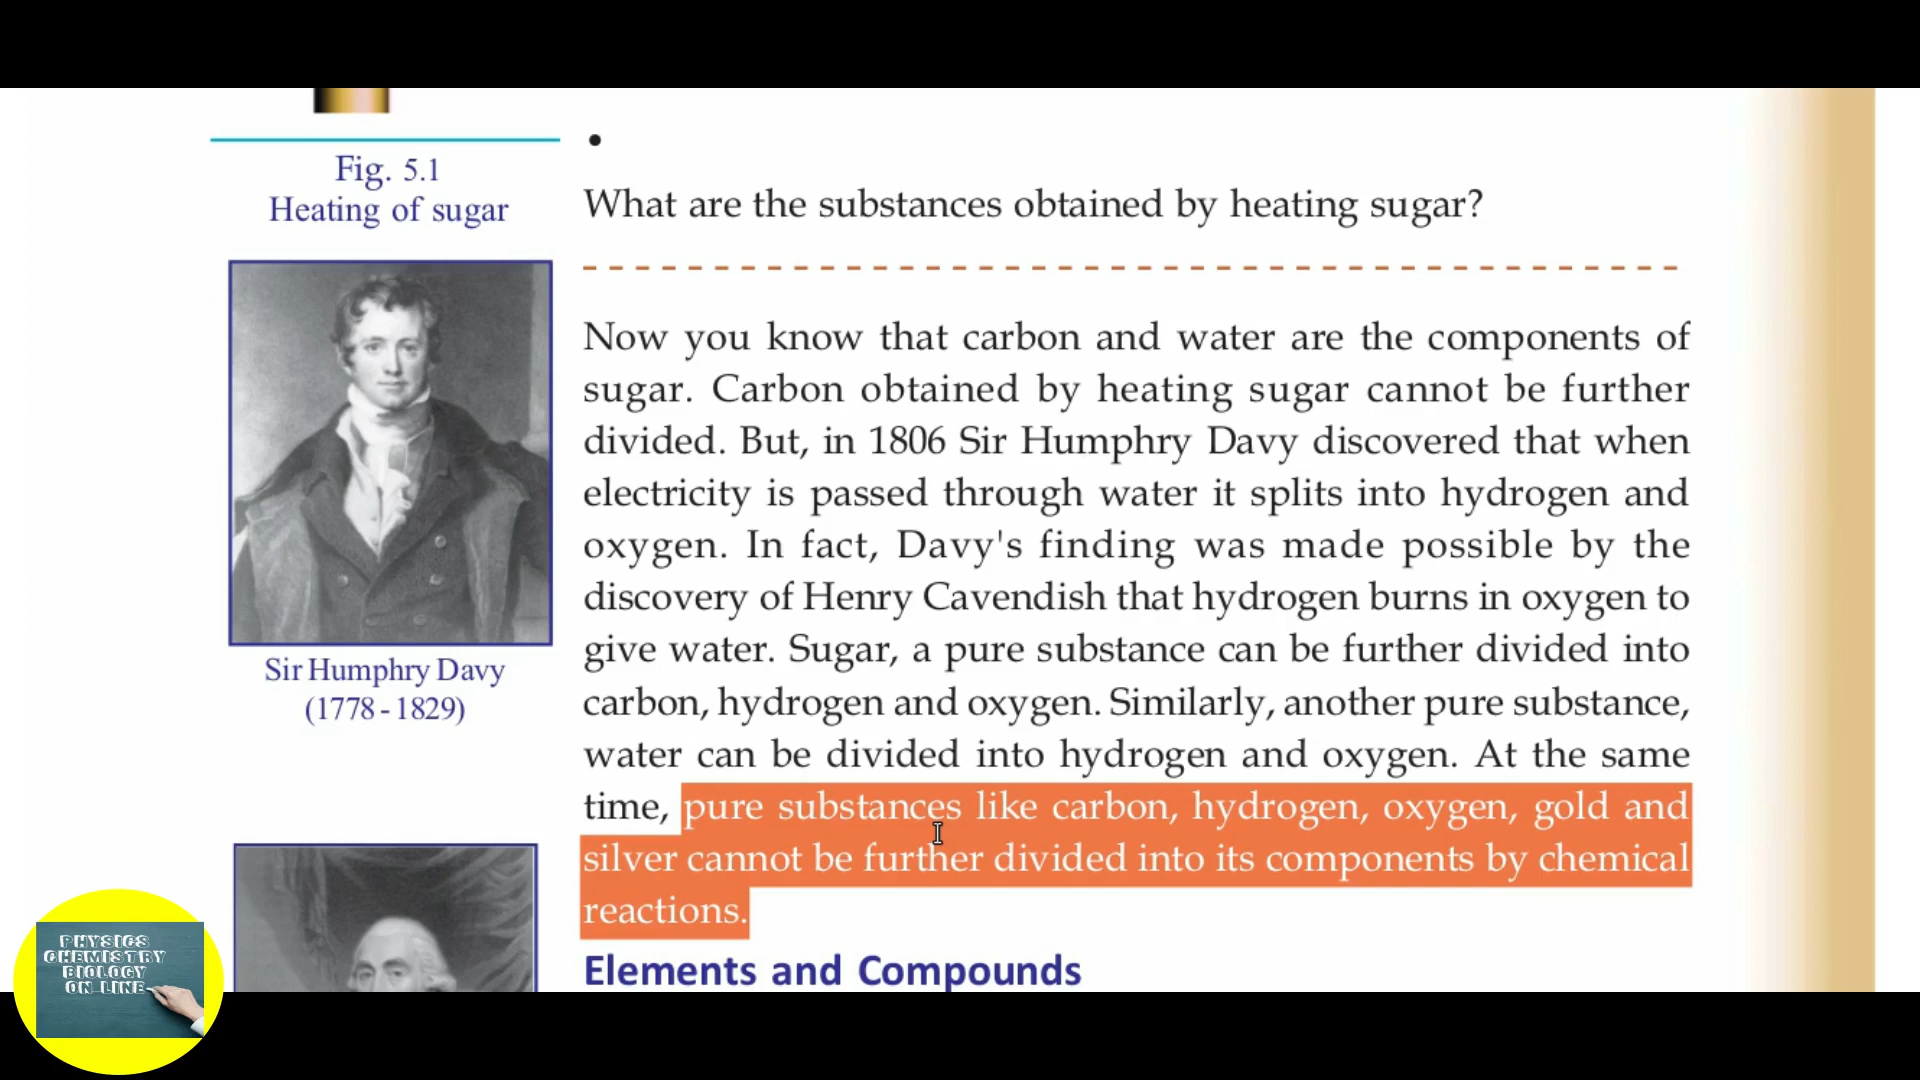 Fig. 5.1
Heating of sugar
•
What are the substances obtained by heating sugar?
Sir Humphry Davy
(1778 - 1829)
Now you know that carbon and water are the components of
sugar. Carbon obtained by heating sugar cannot be further
divided. But, in 1806 Sir Humphry Davy discovered that when
electricity is passed through water it splits into hydrogen and
oxygen. In fact, Davy's finding was made possible by the
discovery of Henry Cavendish that hydrogen burns in oxygen to
give water. Sugar, a pure substance can be further divided into
carbon, hydrogen and oxygen. Similarly, another pure substance,
water can be divided into hydrogen and oxygen. At the same
time, pure substances like carbon, hydrogen, oxygen, gold and
silver cannot be further divided into its components by chemical
reactions.
Elements and Compounds
PHYSICS
CHEMISTRY
BIOLOGY
ON LINE